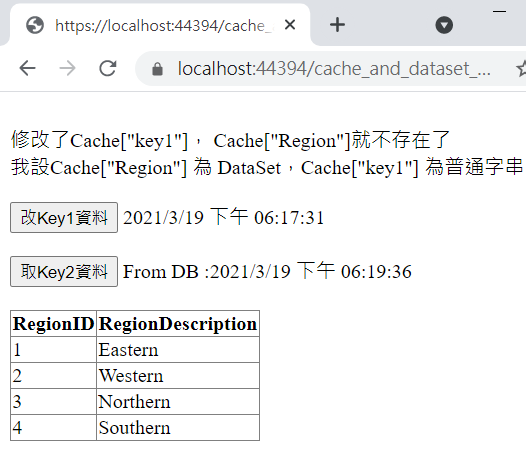 https://localhost:44394/cache_
localhost:44394/cache_and_dataset_...
修改了Cache["key1"]， Cache["Region"]就不存在了
我設Cache["Region"] 為 DataSet，Cache["key1"] 為普通字串
改Key1資料 2021/3/19 下午 06:17:31
取Key2資料 From DB :2021/3/19 下午 06:19:36
RegionID RegionDescription
1 Eastern
2 Western
3 Northern
4 Southern